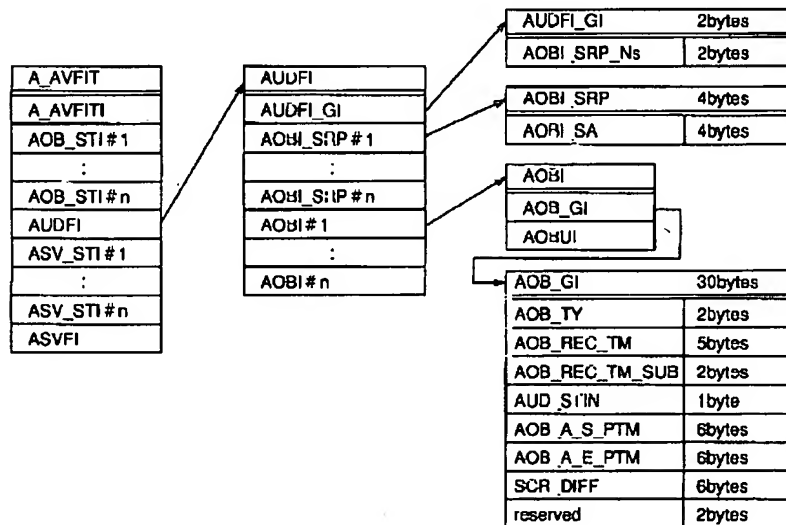 A_AVFIT
A_AVFITI
AOB_STI#1
:
AOB_STI#n
AUDFI
ASV_STI#1
:
ASV_STI#n
ASVFI
AUDFI
AUDFI_GI
AOBI_SRP#1
:
AOBI_SRP#n
AOBI#1
:
AOBI#n
AUDFI_GI 2bytes
AOBI_SRP_Ns 2bytes
AOBI_SRP 4bytes
AOBI_SA 4bytes
AOBI
AOB_GI
AOBUI
AOB_GI 30bytes
AOB_TY 2bytes
AOB_REC_TM 5bytes
AOB_REC_TM_SUB 2bytes
AUD_STIN 1byte
AOB_A_S_PTM 6bytes
AOB_A_E_PTM 6bytes
SCR_DIFF 6bytes
reserved 2bytes